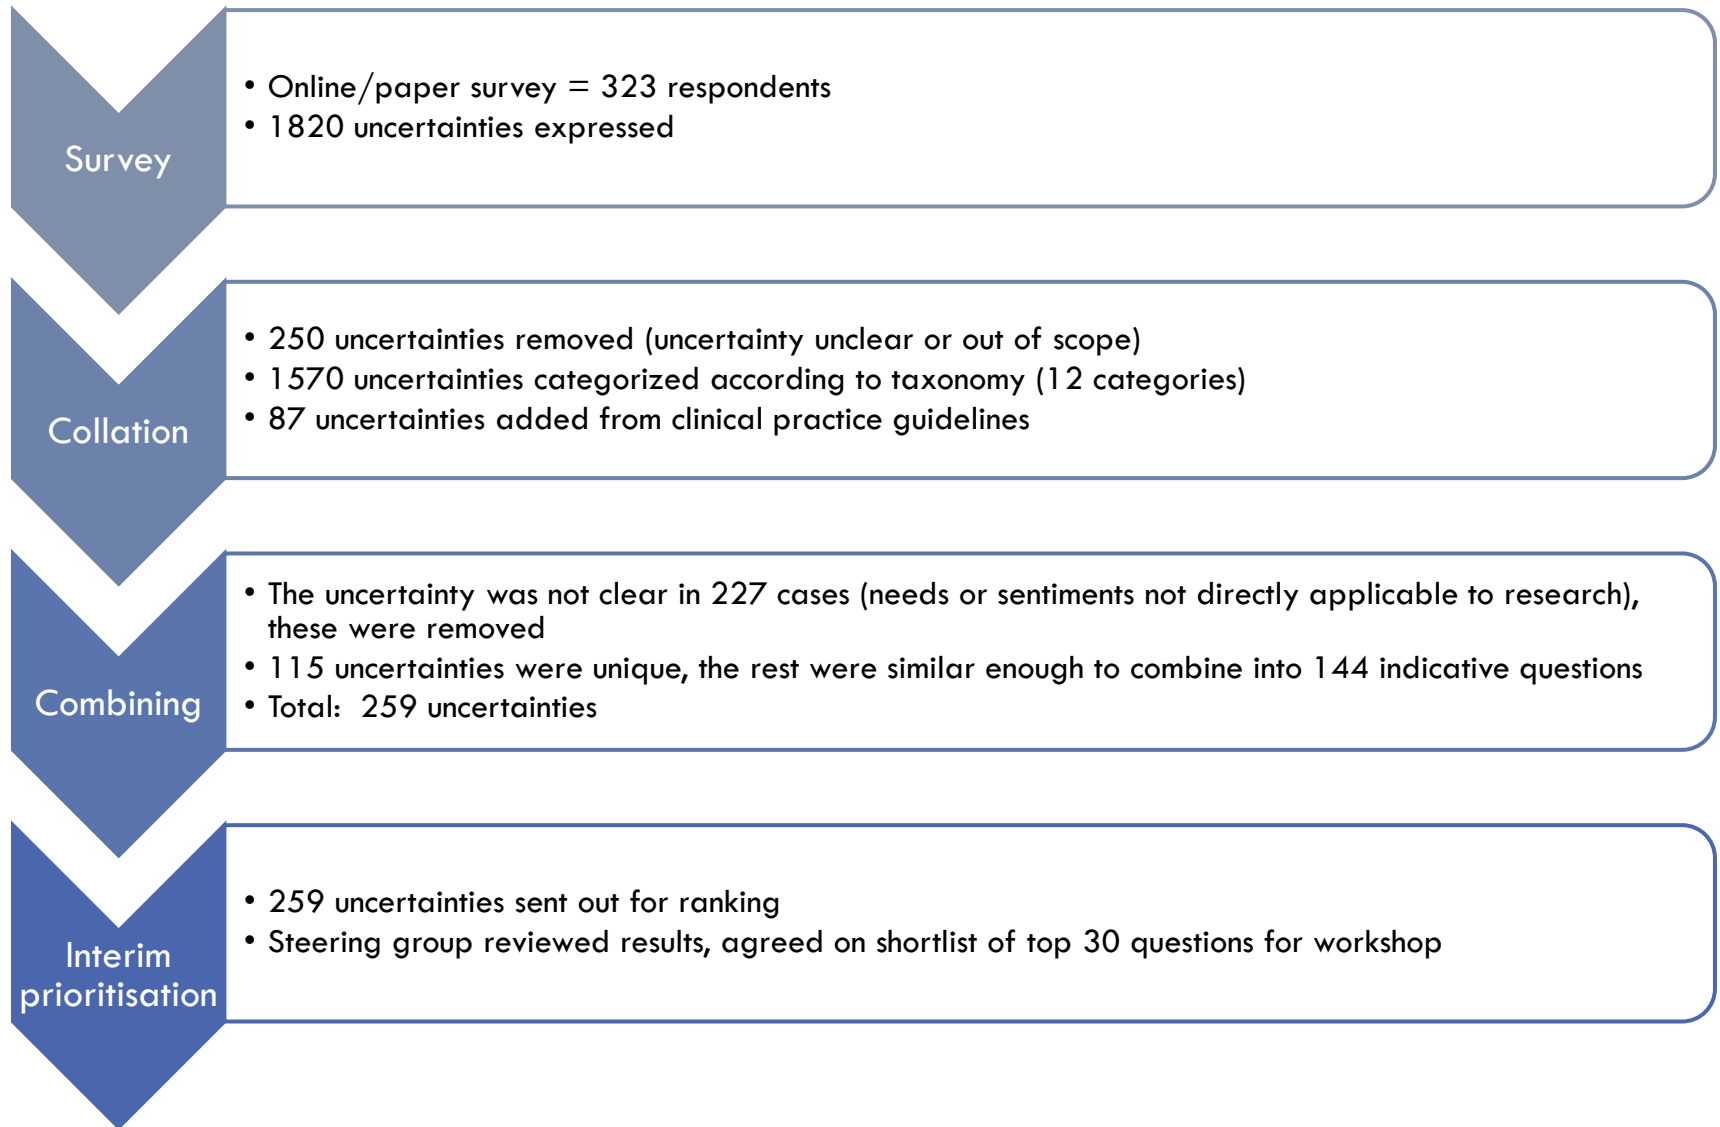 Survey
• Online/paper survey = 323 respondents
• 1820 uncertainties expressed
Collation
• 250 uncertainties removed (uncertainty unclear or out of scope)
• 1570 uncertainties categorized according to taxonomy (12 categories)
• 87 uncertainties added from clinical practice guidelines
Combining
• The uncertainty was not clear in 227 cases (needs or sentiments not directly applicable to research),
these were removed
• 115 uncertainties were unique, the rest were similar enough to combine into 144 indicative questions
• Total: 259 uncertainties
Interim
prioritisation
• 259 uncertainties sent out for ranking
• Steering group reviewed results, agreed on shortlist of top 30 questions for workshop